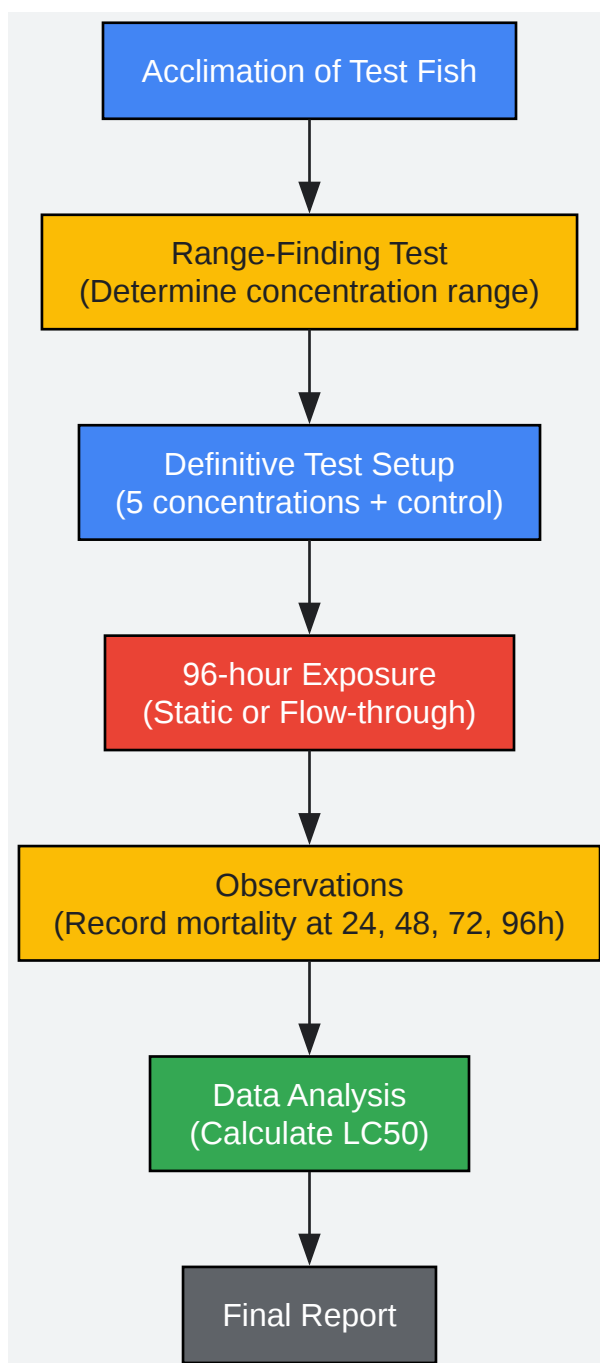 Acclimation of Test Fish
Range-Finding Test
(Determine concentration range)
Definitive Test Setup
(5 concentrations + control)
96-hour Exposure
(Static or Flow-through)
Observations
(Record mortality at 24, 48, 72, 96h)
Data Analysis
(Calculate LC50)
Final Report